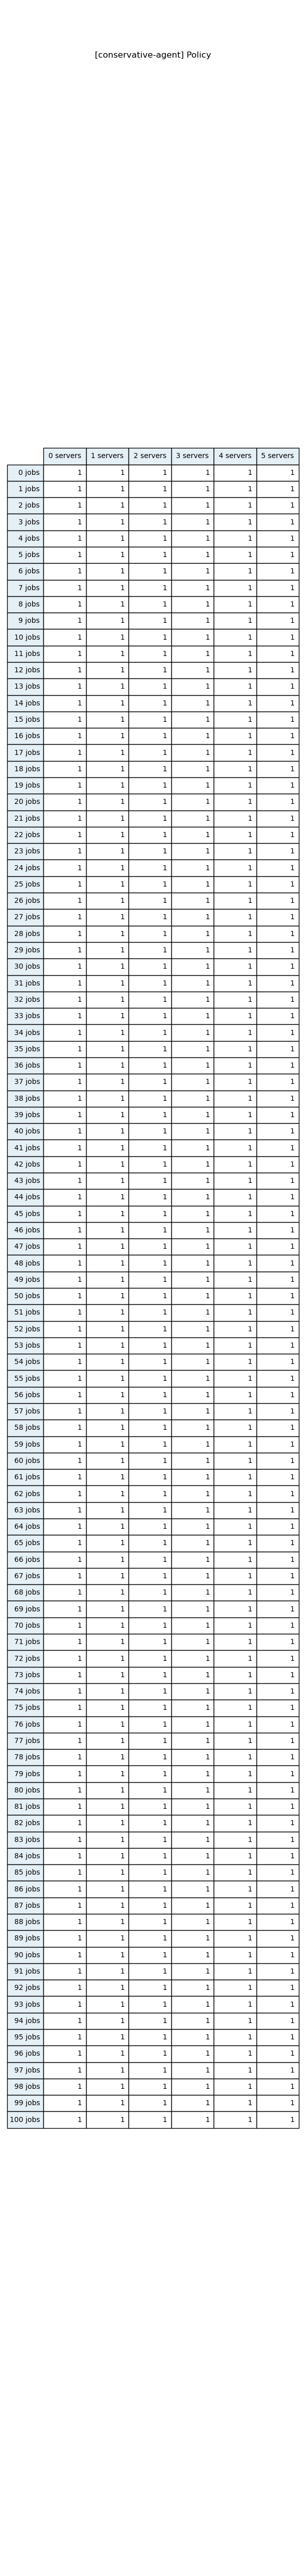 [conservative-agent] Policy
0 servers 1 servers 2 servers 3 servers 4 servers 5 servers
0 jobs 1 1 1 1 1 1
1 jobs 1 1 1 1 1 1
2 jobs 1 1 1 1 1 1
3 jobs 1 1 1 1 1 1
4 jobs 1 1 1 1 1 1
5 jobs 1 1 1 1 1 1
6 jobs 1 1 1 1 1 1
7 jobs 1 1 1 1 1 1
8 jobs 1 1 1 1 1 1
9 jobs 1 1 1 1 1 1
10 jobs 1 1 1 1 1 1
11 jobs 1 1 1 1 1 1
12 jobs 1 1 1 1 1 1
13 jobs 1 1 1 1 1 1
14 jobs 1 1 1 1 1 1
15 jobs 1 1 1 1 1 1
16 jobs 1 1 1 1 1 1
17 jobs 1 1 1 1 1 1
18 jobs 1 1 1 1 1 1
19 jobs 1 1 1 1 1 1
20 jobs 1 1 1 1 1 1
21 jobs 1 1 1 1 1 1
22 jobs 1 1 1 1 1 1
23 jobs 1 1 1 1 1 1
24 jobs 1 1 1 1 1 1
25 jobs 1 1 1 1 1 1
26 jobs 1 1 1 1 1 1
27 jobs 1 1 1 1 1 1
28 jobs 1 1 1 1 1 1
29 jobs 1 1 1 1 1 1
30 jobs 1 1 1 1 1 1
31 jobs 1 1 1 1 1 1
32 jobs 1 1 1 1 1 1
33 jobs 1 1 1 1 1 1
34 jobs 1 1 1 1 1 1
35 jobs 1 1 1 1 1 1
36 jobs 1 1 1 1 1 1
37 jobs 1 1 1 1 1 1
38 jobs 1 1 1 1 1 1
39 jobs 1 1 1 1 1 1
40 jobs 1 1 1 1 1 1
41 jobs 1 1 1 1 1 1
42 jobs 1 1 1 1 1 1
43 jobs 1 1 1 1 1 1
44 jobs 1 1 1 1 1 1
45 jobs 1 1 1 1 1 1
46 jobs 1 1 1 1 1 1
47 jobs 1 1 1 1 1 1
48 jobs 1 1 1 1 1 1
49 jobs 1 1 1 1 1 1
50 jobs 1 1 1 1 1 1
51 jobs 1 1 1 1 1 1
52 jobs 1 1 1 1 1 1
53 jobs 1 1 1 1 1 1
54 jobs 1 1 1 1 1 1
55 jobs 1 1 1 1 1 1
56 jobs 1 1 1 1 1 1
57 jobs 1 1 1 1 1 1
58 jobs 1 1 1 1 1 1
59 jobs 1 1 1 1 1 1
60 jobs 1 1 1 1 1 1
61 jobs 1 1 1 1 1 1
62 jobs 1 1 1 1 1 1
63 jobs 1 1 1 1 1 1
64 jobs 1 1 1 1 1 1
65 jobs 1 1 1 1 1 1
66 jobs 1 1 1 1 1 1
67 jobs 1 1 1 1 1 1
68 jobs 1 1 1 1 1 1
69 jobs 1 1 1 1 1 1
70 jobs 1 1 1 1 1 1
71 jobs 1 1 1 1 1 1
72 jobs 1 1 1 1 1 1
73 jobs 1 1 1 1 1 1
74 jobs 1 1 1 1 1 1
75 jobs 1 1 1 1 1 1
76 jobs 1 1 1 1 1 1
77 jobs 1 1 1 1 1 1
78 jobs 1 1 1 1 1 1
79 jobs 1 1 1 1 1 1
80 jobs 1 1 1 1 1 1
81 jobs 1 1 1 1 1 1
82 jobs 1 1 1 1 1 1
83 jobs 1 1 1 1 1 1
84 jobs 1 1 1 1 1 1
85 jobs 1 1 1 1 1 1
86 jobs 1 1 1 1 1 1
87 jobs 1 1 1 1 1 1
88 jobs 1 1 1 1 1 1
89 jobs 1 1 1 1 1 1
90 jobs 1 1 1 1 1 1
91 jobs 1 1 1 1 1 1
92 jobs 1 1 1 1 1 1
93 jobs 1 1 1 1 1 1
94 jobs 1 1 1 1 1 1
95 jobs 1 1 1 1 1 1
96 jobs 1 1 1 1 1 1
97 jobs 1 1 1 1 1 1
98 jobs 1 1 1 1 1 1
99 jobs 1 1 1 1 1 1
100 jobs 1 1 1 1 1 1